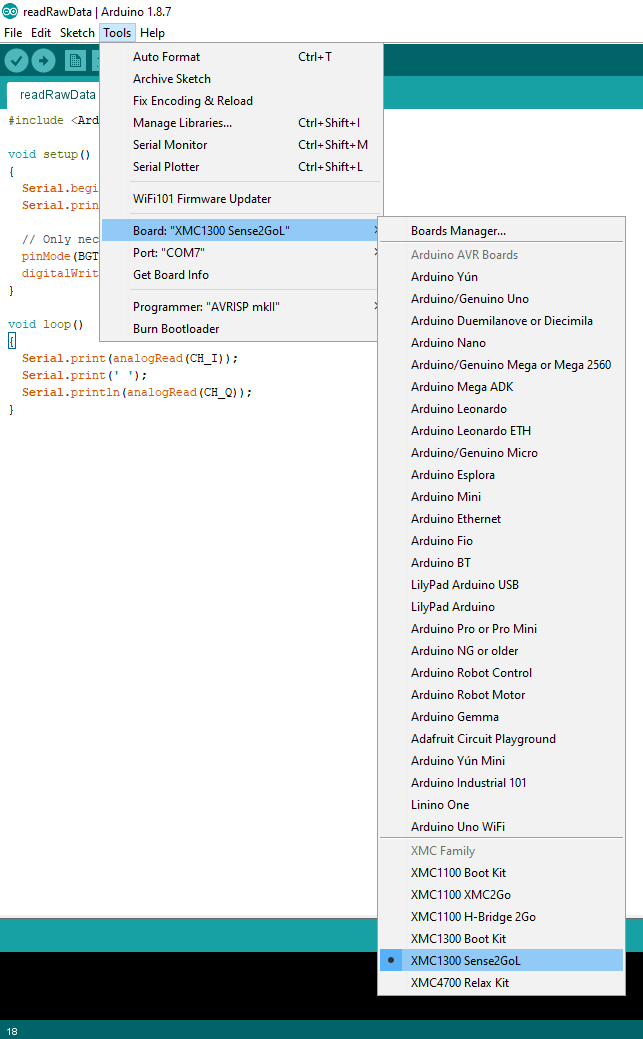 readRawData | Arduino 1.8.7
File Edit Sketch Tools Help
readRawData
#include <Ard
void setup()
{
Serial.begi
Serial.prin
// Only nec
pinMode(BGT
digitalWrit
}
void loop()
{
Serial.print(analogRead(CH_I));
Serial.print(' ');
Serial.println(analogRead(CH_Q));
}
Auto Format Ctrl+T
Archive Sketch
Fix Encoding & Reload
Manage Libraries... Ctrl+Shift+I
Serial Monitor Ctrl+Shift+M
Serial Plotter Ctrl+Shift+L
WiFi101 Firmware Updater
Board: "XMC1300 Sense2GoL"
Port: "COM7"
Get Board Info
Programmer: "AVRISP mkII"
Burn Bootloader
Boards Manager...
Arduino AVR Boards
Arduino Yún
Arduino/Genuino Uno
Arduino Duemilanove or Diecimila
Arduino Nano
Arduino/Genuino Mega or Mega 2560
Arduino Mega ADK
Arduino Leonardo
Arduino Leonardo ETH
Arduino/Genuino Micro
Arduino Esplora
Arduino Mini
Arduino Ethernet
Arduino Fio
Arduino BT
LilyPad Arduino USB
LilyPad Arduino
Arduino Pro or Pro Mini
Arduino NG or older
Arduino Robot Control
Arduino Robot Motor
Arduino Gemma
Adafruit Circuit Playground
Arduino Yún Mini
Arduino Industrial 101
Linino One
Arduino Uno WiFi
XMC Family
XMC1100 Boot Kit
XMC1100 XMC2Go
XMC1100 H-Bridge 2Go
XMC1300 Boot Kit
XMC1300 Sense2GoL
XMC4700 Relax Kit
18